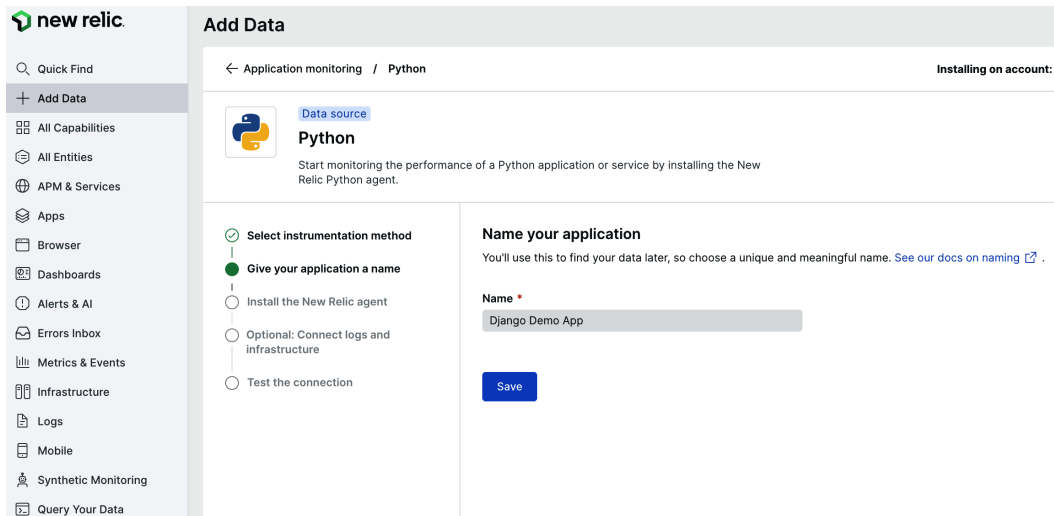 new relic.
Quick Find
Add Data
All Capabilities
All Entities
APM & Services
Apps
Browser
Dashboards
Alerts & AI
Errors Inbox
Metrics & Events
Infrastructure
Logs
Mobile
Synthetic Monitoring
Query Your Data
Add Data
← Application monitoring / Python
Installing on account:
Data source
Python
Start monitoring the performance of a Python application or service by installing the New
Relic Python agent.
Select instrumentation method
Give your application a name
Install the New Relic agent
Optional: Connect logs and
infrastructure
Test the connection
Name your application
You'll use this to find your data later, so choose a unique and meaningful name. See our docs on naming .
Name *
Django Demo App
Save